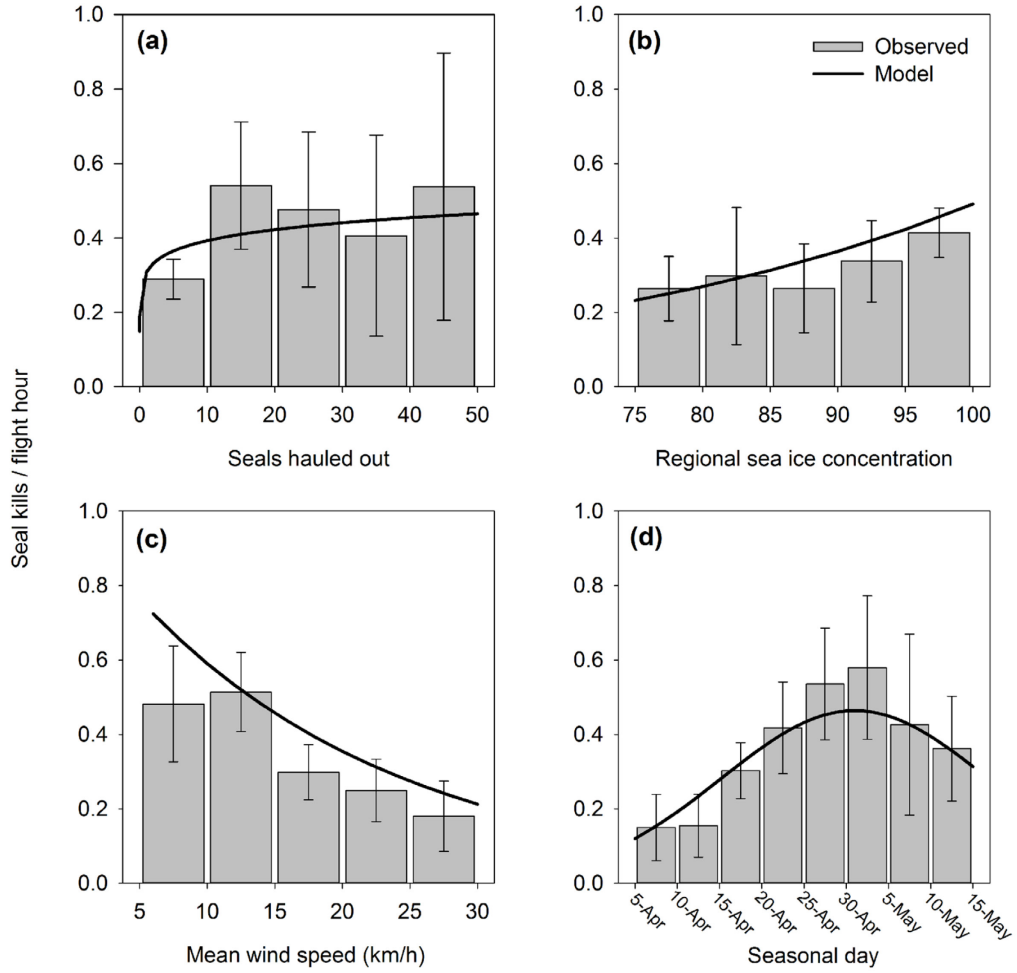 Seal kills / flight hour
(a)
1.0
0.8
0.6
0.4
0.2
0.0
0 10 20 30 40 50
Seals hauled out
(b)
Observed
Model
1.0
0.8
0.6
0.4
0.2
0.0
75 80 85 90 95 100
Regional sea ice concentration
(c)
1.0
0.8
0.6
0.4
0.2
0.0
5 10 15 20 25 30
Mean wind speed (km/h)
(d)
1.0
0.8
0.6
0.4
0.2
0.0
5-Apr 10-Apr 15-Apr 20-Apr 25-Apr 30-Apr 5-May 10-May 15-May
Seasonal day